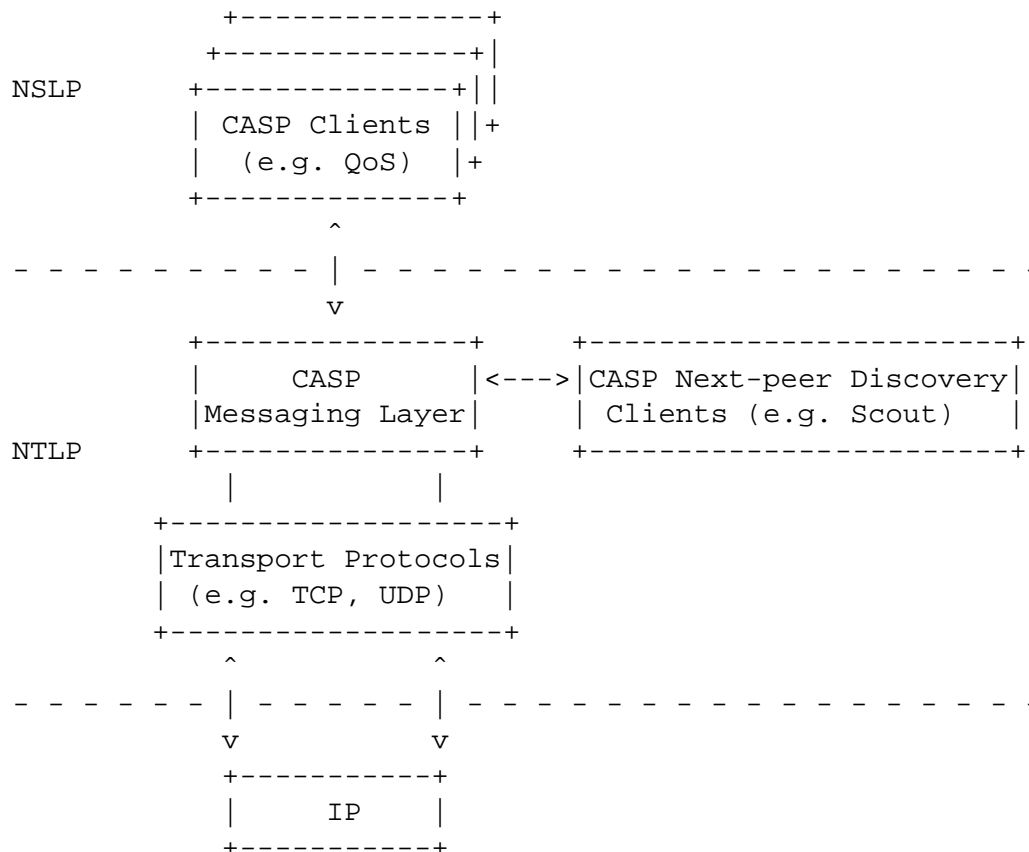 NSLP
CASP Clients
(e.g. QoS)
CASP
Messaging Layer
<---> CASP Next-peer Discovery
Clients (e.g. Scout)
NTLP
Transport Protocols
(e.g. TCP, UDP)
IP